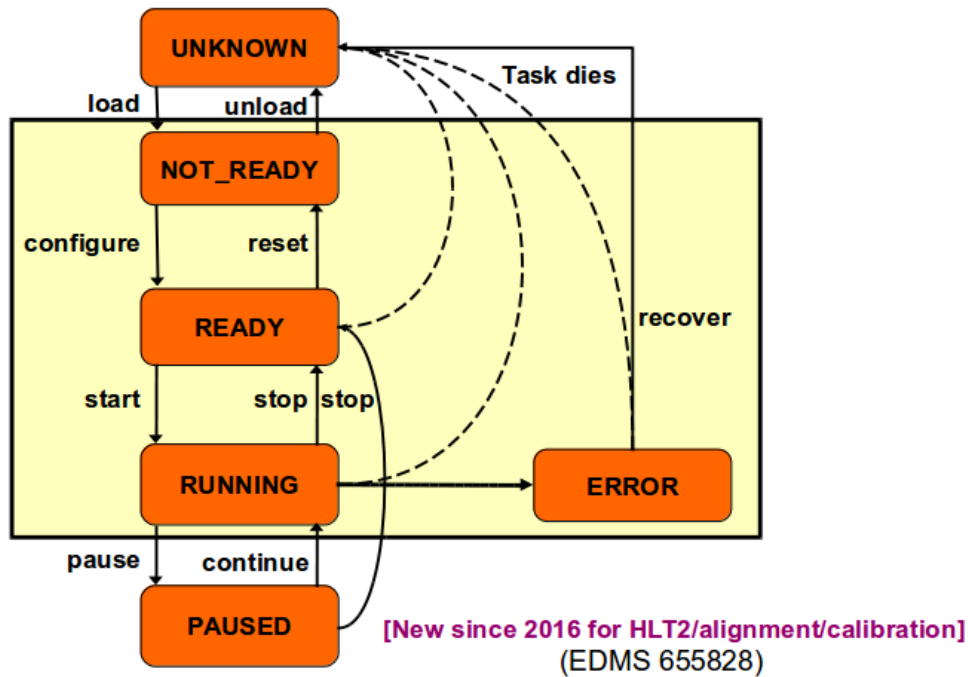 UNKNOWN
Task dies
load
unload
NOT_READY
configure
reset
READY
recover
start
stop
stop
RUNNING
ERROR
pause
continue
PAUSED
[New since 2016 for HLT2/alignment/calibration]
(EDMS 655828)